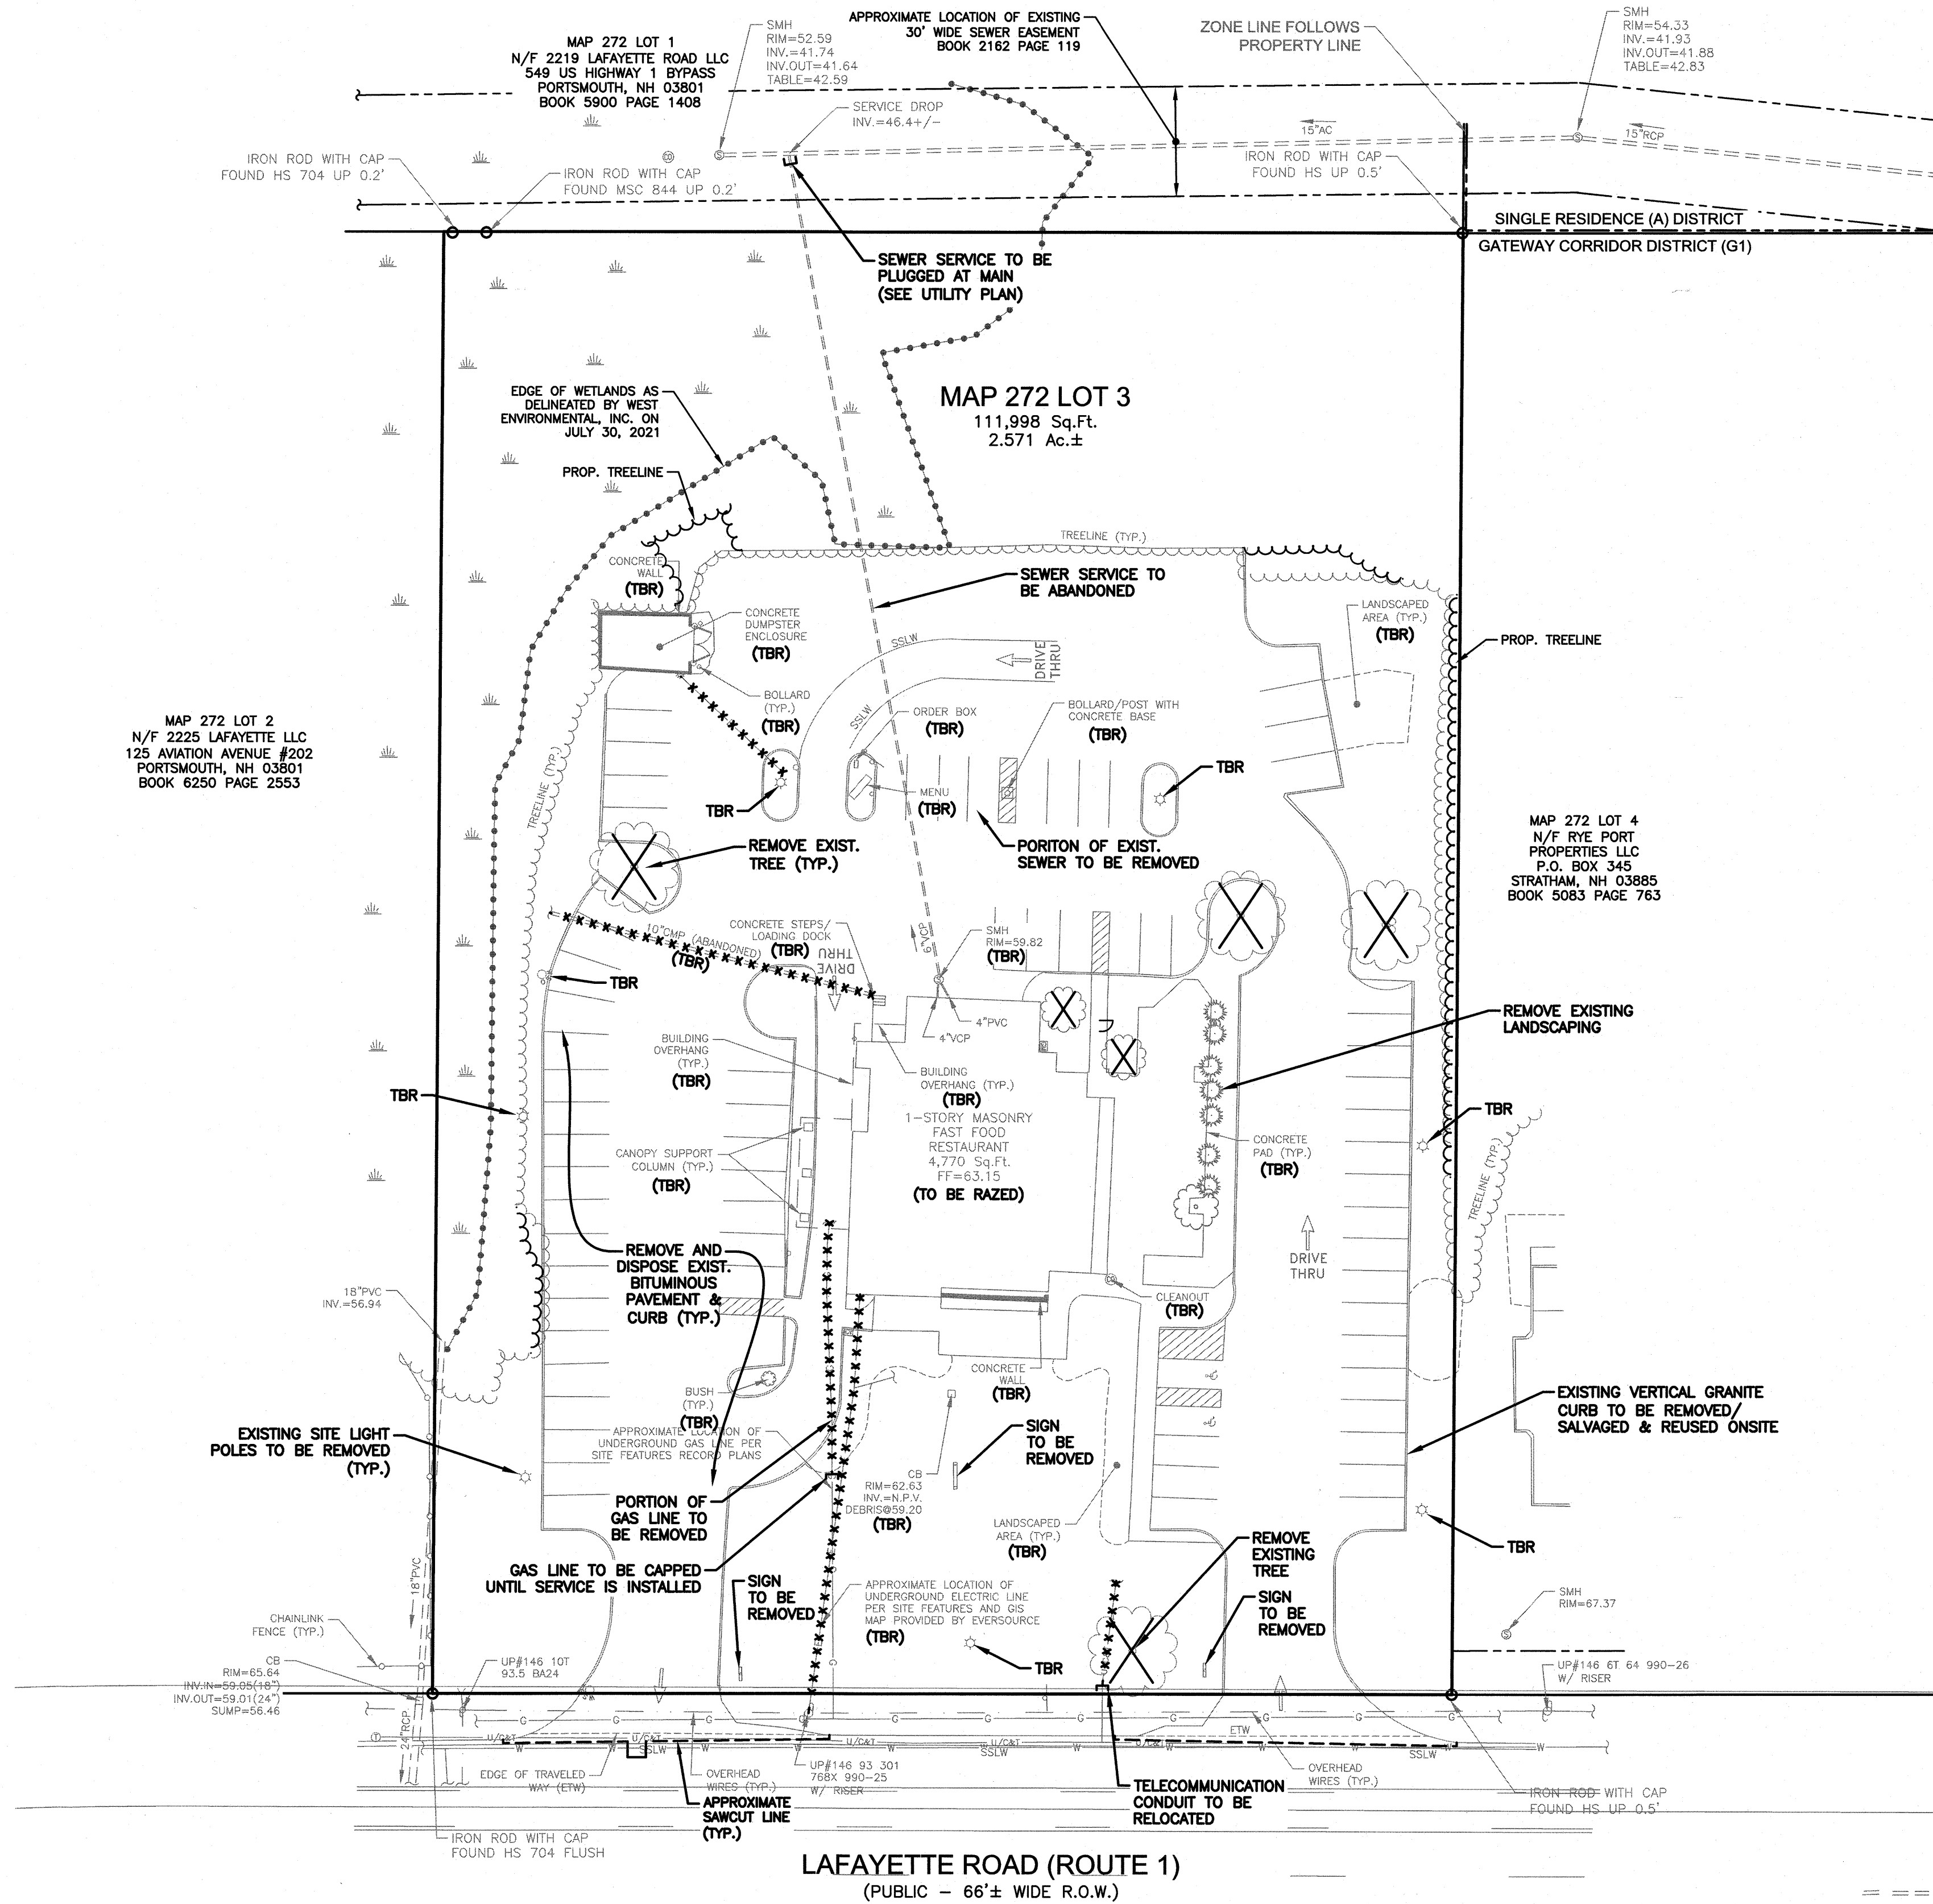 MAP 272 LOT 1
N/F 2219 LAFAYETTE ROAD LLC
549 US HIGHWAY 1 BYPASS
PORTSMOUTH, NH 03801
BOOK 5900 PAGE 1408
SMH
RIM=52.59
INV.=41.74
INV.OUT=41.64
TABLE=42.59
APPROXIMATE LOCATION OF EXISTING
30' WIDE SEWER EASEMENT
BOOK 2162 PAGE 119
ZONE LINE FOLLOWS
PROPERTY LINE
SMH
RIM=54.33
INV.=41.93
INV.OUT=41.88
TABLE=42.83
SERVICE DROP
INV.=46.4+/-
15"AC
15"RCP
IRON ROD WITH CAP
FOUND HS 704 UP 0.2'
IRON ROD WITH CAP
FOUND MSC 844 UP 0.2'
IRON ROD WITH CAP
FOUND HS UP 0.5'
SINGLE RESIDENCE (A) DISTRICT
GATEWAY CORRIDOR DISTRICT (G1)
SEWER SERVICE TO BE
PLUGGED AT MAIN
(SEE UTILITY PLAN)
EDGE OF WETLANDS AS
DELINEATED BY WEST
ENVIRONMENTAL, INC. ON
JULY 30, 2021
MAP 272 LOT 3
111,998 Sq.Ft.
2.571 Ac.±
PROP. TREELINE
TREELINE (TYP.)
CONCRETE
WALL
(TBR)
SEWER SERVICE TO
BE ABANDONED
CONCRETE
DUMPSTER
ENCLOSURE
(TBR)
LANDSCAPED
AREA (TYP.)
(TBR)
PROP. TREELINE
SSLW
DRIVE
THRU
BOLLARD
(TYP.)
(TBR)
SSLW
ORDER BOX
(TBR)
BOLLARD/POST WITH
CONCRETE BASE
(TBR)
MAP 272 LOT 2
N/F 2225 LAFAYETTE LLC
125 AVIATION AVENUE #202
PORTSMOUTH, NH 03801
BOOK 6250 PAGE 2553
TREELINE (TYP.)
TBR
MENU
(TBR)
TBR
REMOVE EXIST.
TREE (TYP.)
PORITON OF EXIST.
SEWER TO BE REMOVED
MAP 272 LOT 4
N/F RYE PORT
PROPERTIES LLC
P.O. BOX 345
STRATHAM, NH 03885
BOOK 5083 PAGE 763
10"CMP (ABANDONED)
(TBR)
CONCRETE STEPS/
LOADING DOCK
(TBR)
DRIVE
THRU
6"VCP
SMH
RIM=59.82
(TBR)
TBR
4"PVC
4"VCP
REMOVE EXISTING
LANDSCAPING
BUILDING
OVERHANG
(TYP.)
(TBR)
BUILDING
OVERHANG (TYP.)
(TBR)
TBR
TBR
1-STORY MASONRY
FAST FOOD
RESTAURANT
4,770 Sq.Ft.
FF=63.15
(TO BE RAZED)
CANOPY SUPPORT
COLUMN (TYP.)
(TBR)
CONCRETE
PAD (TYP.)
(TBR)
TREELINE (TYP.)
REMOVE AND
DISPOSE EXIST.
BITUMINOUS
PAVEMENT &
CURB (TYP.)
DRIVE
THRU
18"PVC
INV.=56.94
CLEANOUT
(TBR)
CONCRETE
WALL
(TBR)
BUSH
(TYP.)
(TBR)
EXISTING VERTICAL GRANITE
CURB TO BE REMOVED/
SALVAGED & REUSED ONSITE
EXISTING SITE LIGHT
POLES TO BE REMOVED
(TYP.)
APPROXIMATE LOCATION OF
UNDERGROUND GAS LINE PER
SITE FEATURES RECORD PLANS
SIGN
TO BE
REMOVED
CB
RIM=62.63
INV.=N.P.V.
DEBRIS@59.20
(TBR)
PORTION OF
GAS LINE TO
BE REMOVED
LANDSCAPED
AREA (TYP.)
(TBR)
TBR
REMOVE
EXISTING
TREE
GAS LINE TO BE CAPPED
UNTIL SERVICE IS INSTALLED
SIGN
TO BE
REMOVED
APPROXIMATE LOCATION OF
UNDERGROUND ELECTRIC LINE
PER SITE FEATURES AND GIS
MAP PROVIDED BY EVERSOURCE
(TBR)
SIGN
TO BE
REMOVED
SMH
RIM=67.37
18"PVC
CHAINLINK
FENCE (TYP.)
TBR
CB
RIM=65.64
INV.IN=59.05(18")
INV.OUT=59.01(24")
SUMP=56.46
UP#146 10T
93.5 BA24
UP#146 6T 64 990-26
W/ RISER
G
G G G G G G G G G
ETW
24"RCP
U/C&T U/C&T U/C&T U/C&T U/C&T
W W W W W W W W W W
SSLW SSLW SSLW
EDGE OF TRAVELED
WAY (ETW)
OVERHEAD
WIRES (TYP.)
UP#146 93 301
768X 990-25
W/ RISER
OVERHEAD
WIRES (TYP.)
APPROXIMATE
SAWCUT LINE
(TYP.)
TELECOMMUNICATION
CONDUIT TO BE
RELOCATED
IRON ROD WITH CAP
FOUND HS UP 0.5'
IRON ROD WITH CAP
FOUND HS 704 FLUSH
LAFAYETTE ROAD (ROUTE 1)
(PUBLIC - 66'± WIDE R.O.W.)